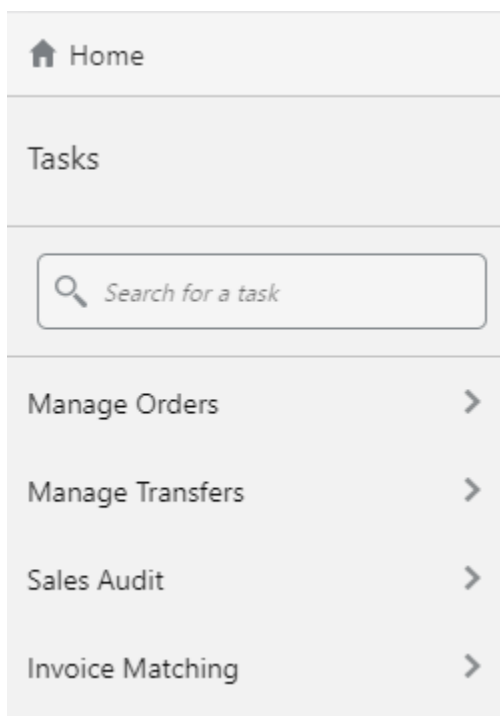 Home
Tasks
Search for a task
Manage Orders
Manage Transfers
Sales Audit
Invoice Matching